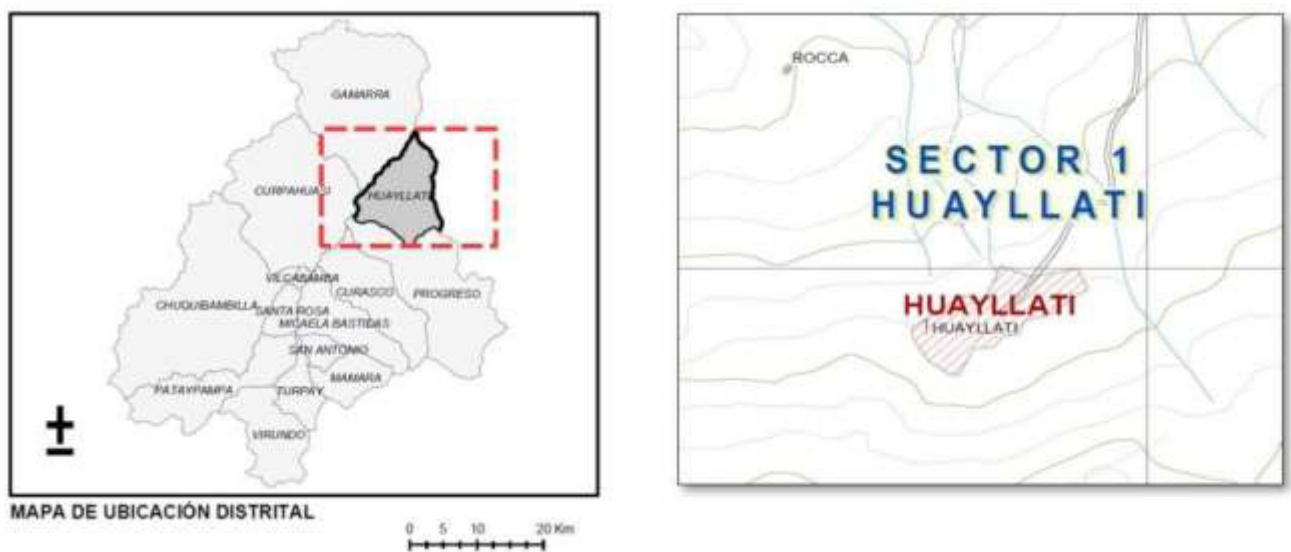 GAMARRA
CURPAHUASI
HUAYLLATI
VILCABAMBA
CURASCO
PROGRESO
CHUQUIBAMBILLA
SANTA ROSA
MICAELA BASTIDAS
SAN ANTONIO
MAMARA
PATAYPAMPA
TURPAY
VIRUNDO
MAPA DE UBICACIÓN DISTRITAL
0 5 10 20 Km
ROCCA
SECTOR 1
HUAYLLATI
HUAYLLATI
HUAYLLATI